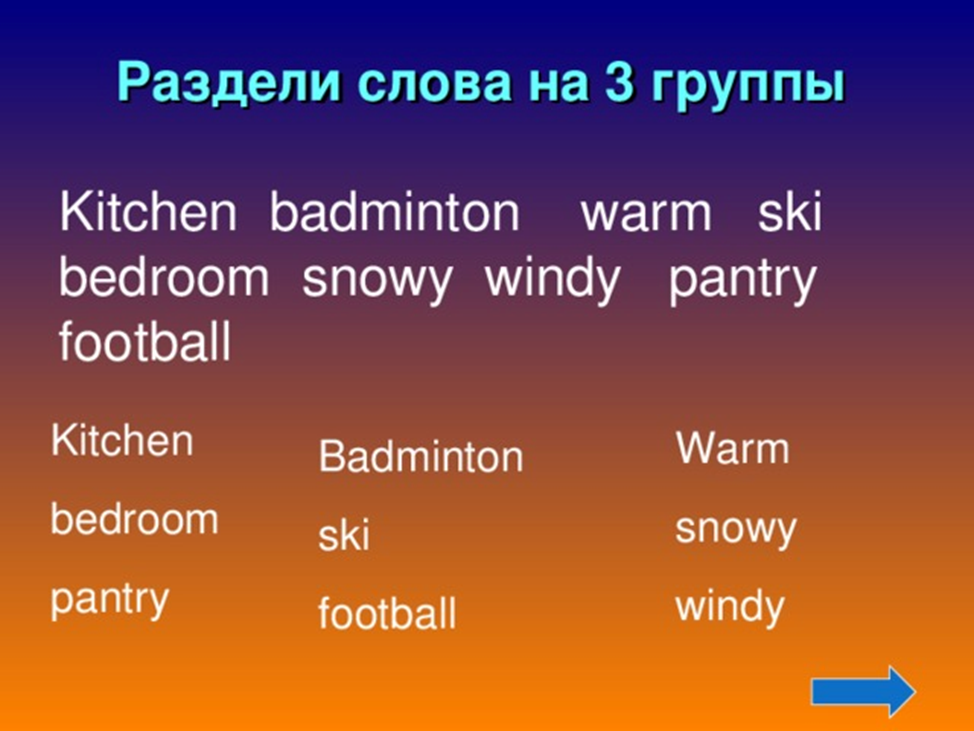 Раздели слова на 3 группы
Kitchen badminton warm ski
bedroom snowy windy pantry
football
Kitchen
bedroom
pantry
Badminton
ski
football
Warm
snowy
windy